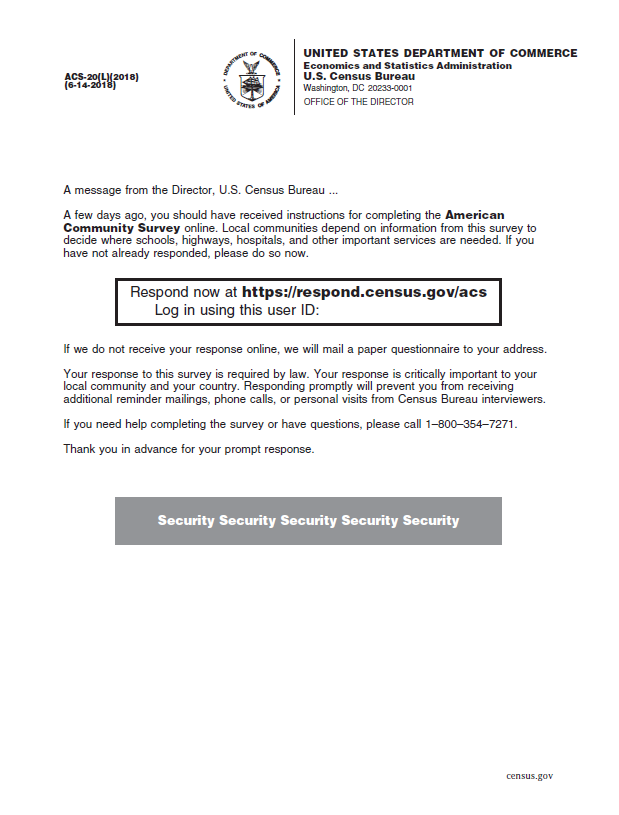 ACS-20(L)(2018)
(6-14-2018)
DEPARTMENT OF COMMERCE
UNITED STATES OF AMERICA
UNITED STATES DEPARTMENT OF COMMERCE
Economics and Statistics Administration
U.S. Census Bureau
Washington, DC 20233-0001
OFFICE OF THE DIRECTOR
A message from the Director, U.S. Census Bureau ...
A few days ago, you should have received instructions for completing the American
Community Survey online. Local communities depend on information from this survey to
decide where schools, highways, hospitals, and other important services are needed. If you
have not already responded, please do so now.
Respond now at https://respond.census.gov/acs
Log in using this user ID:
If we do not receive your response online, we will mail a paper questionnaire to your address.
Your response to this survey is required by law. Your response is critically important to your
local community and your country. Responding promptly will prevent you from receiving
additional reminder mailings, phone calls, or personal visits from Census Bureau interviewers.
If you need help completing the survey or have questions, please call 1–800–354–7271.
Thank you in advance for your prompt response.
Security Security Security Security Security
census.gov